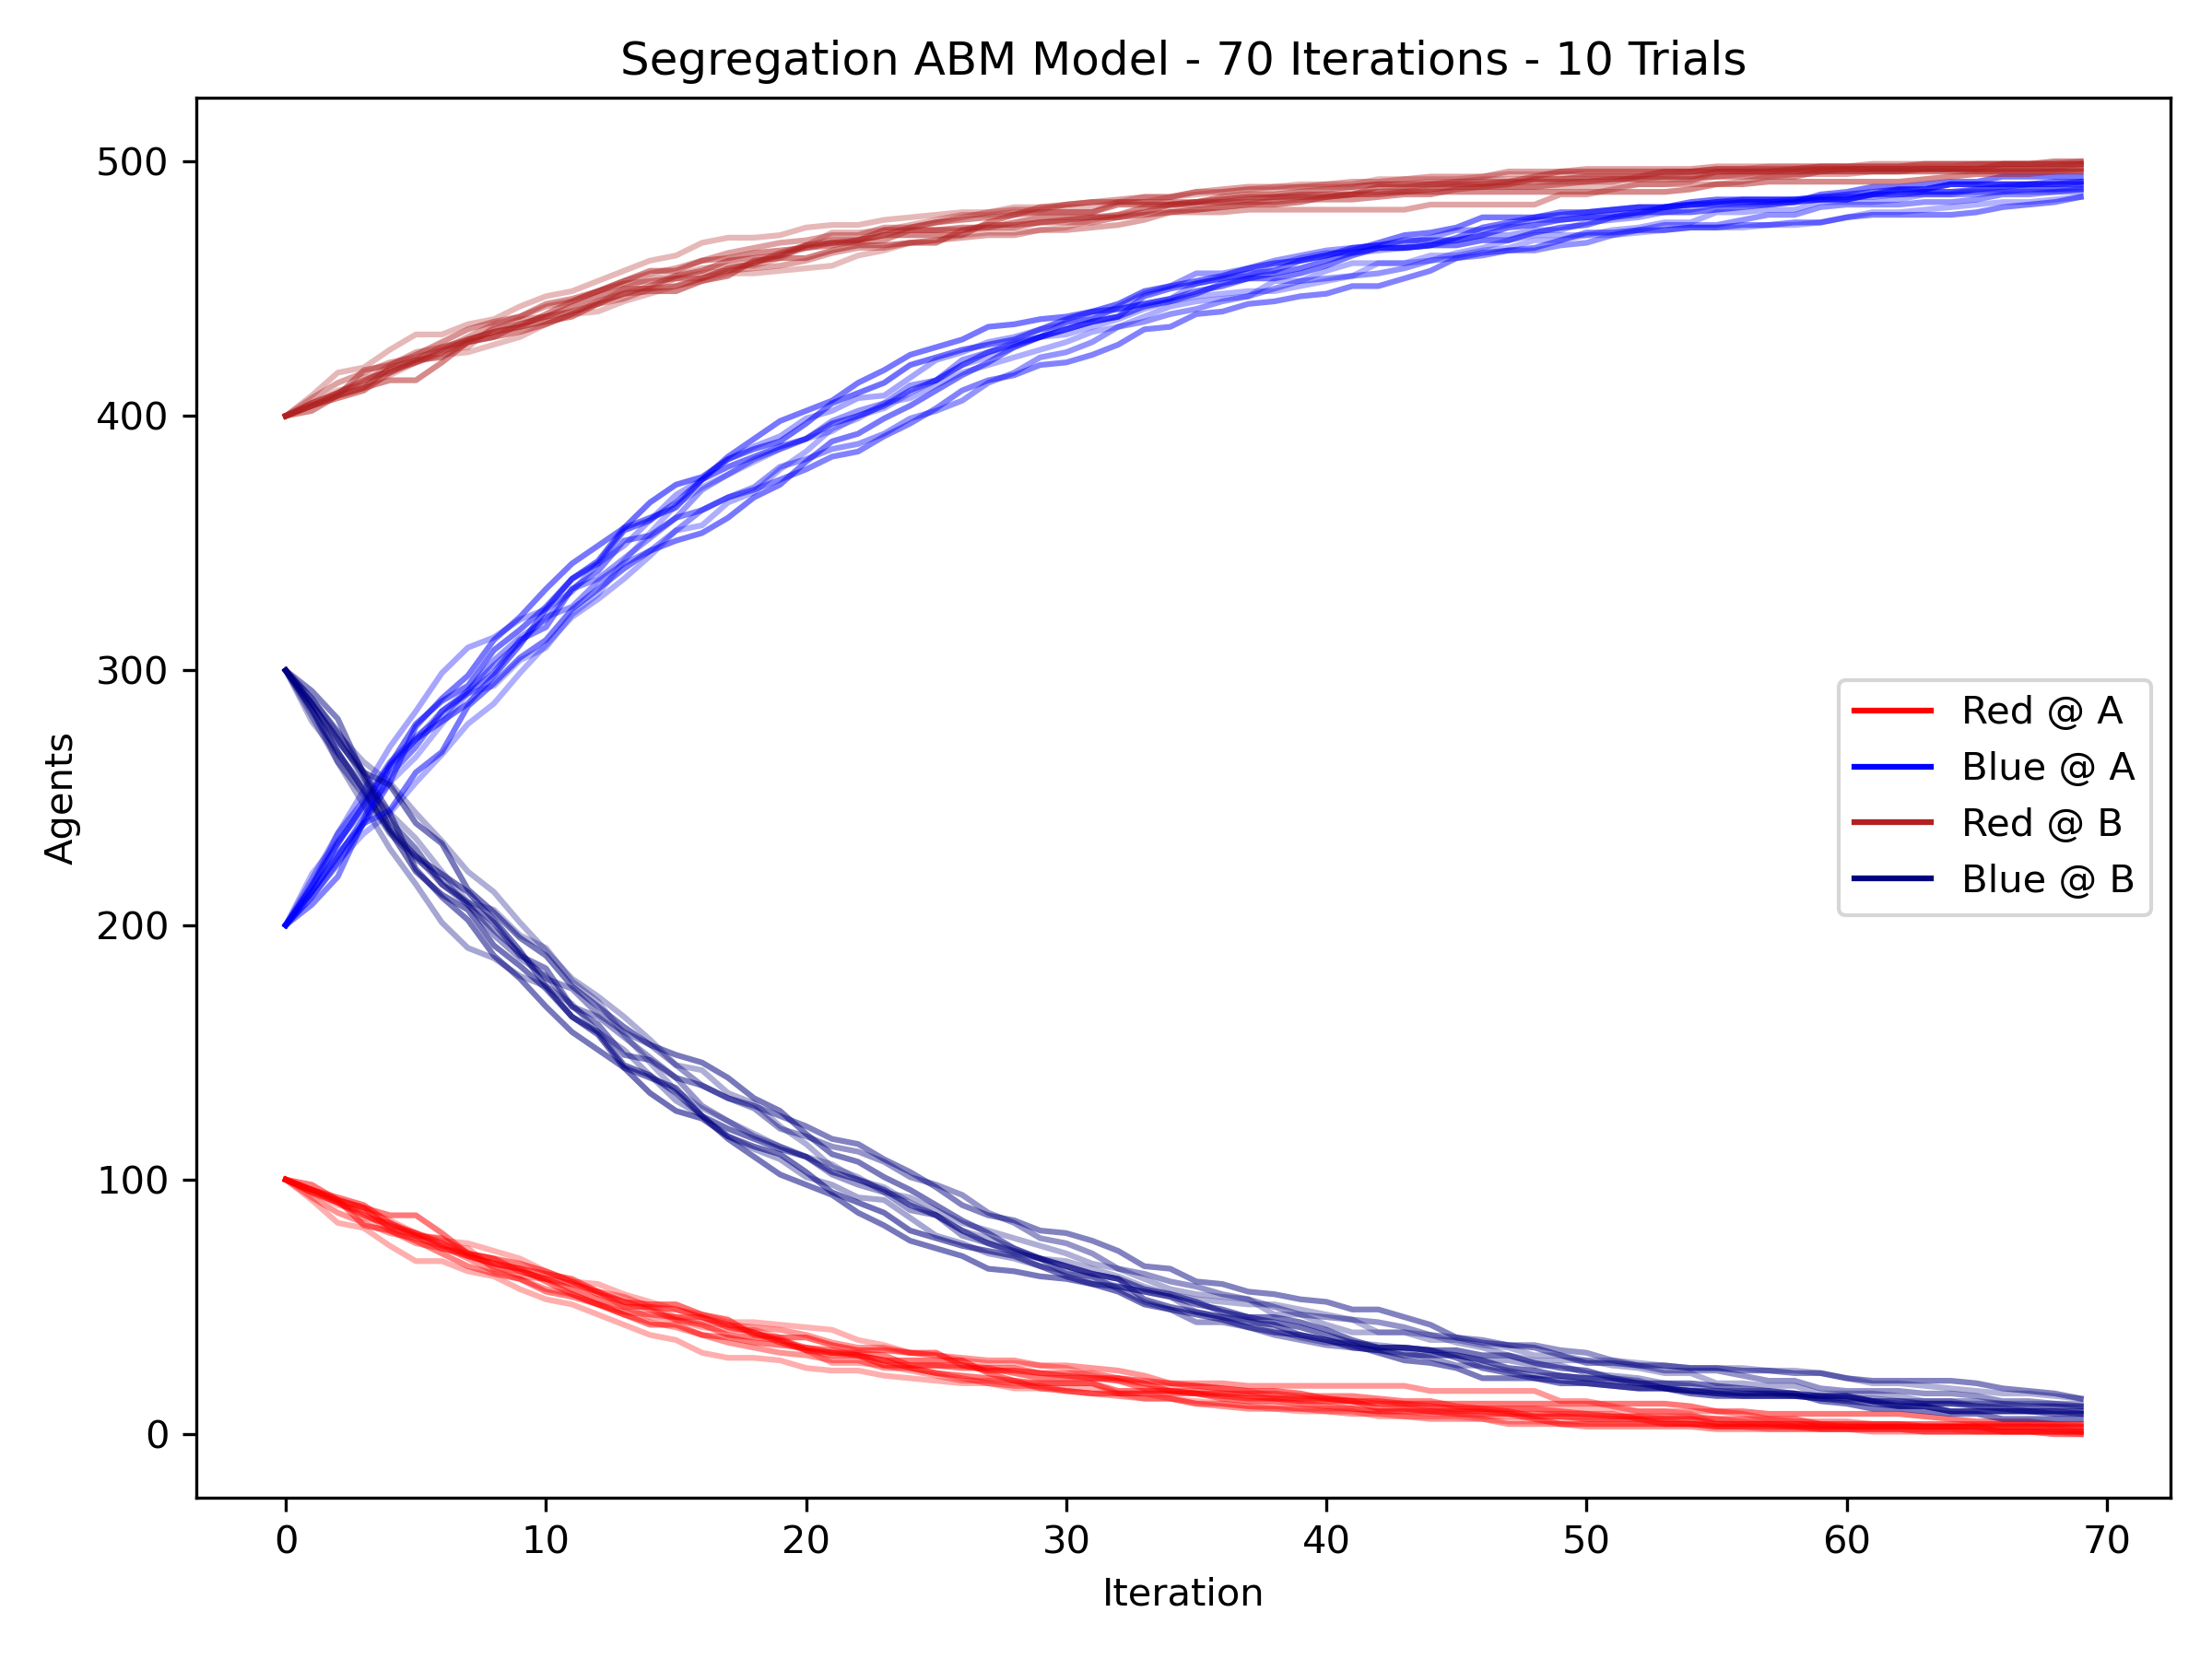 Segregation ABM Model - 70 Iterations - 10 Trials
500
400
300
200
100
0
Agents
Red @ A
Blue @ A
Red @ B
Blue @ B
0 10 20 30 40 50 60 70
Iteration